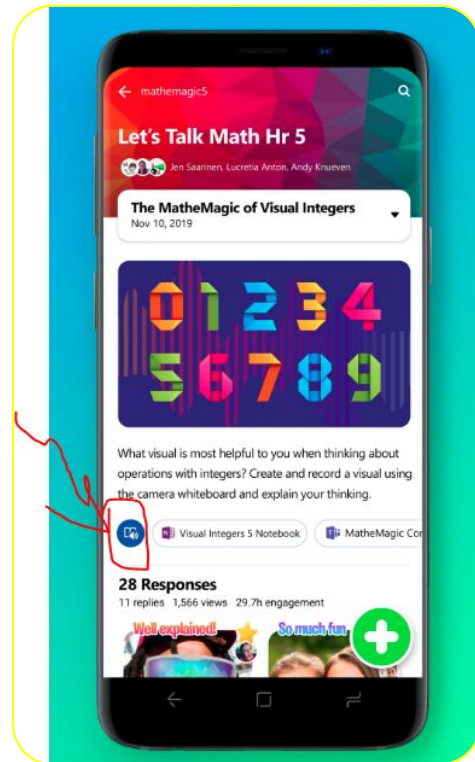 mathemagic5
Let's Talk Math Hr 5
Jen Saarinen, Lucretia Anton, Andy Knueven
The MatheMagic of Visual Integers
Nov 10, 2019
0 1 2 3 4
5 6 7 8 9
What visual is most helpful to you when thinking about
operations with integers? Create and record a visual using
the camera whiteboard and explain your thinking.
Visual Integers 5 Notebook MatheMagic Cor
28 Responses
11 replies 1,566 views 29.7h engagement
Well explained! So much fun